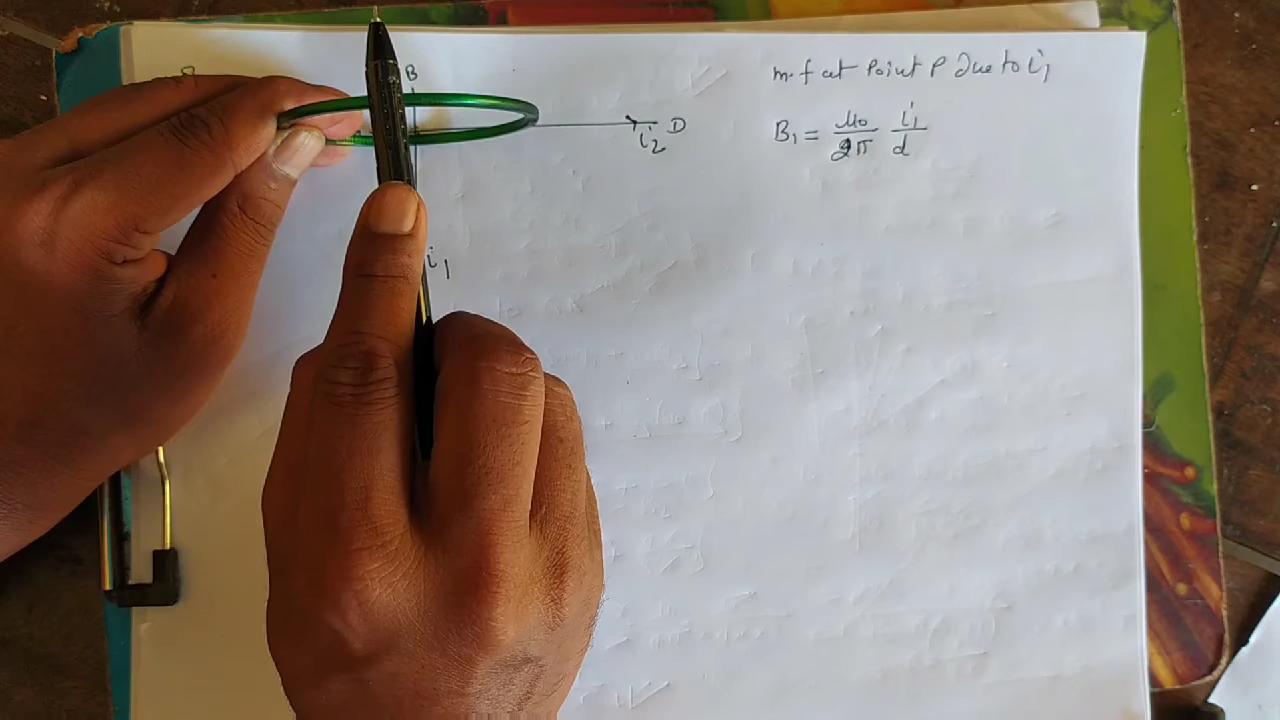 m.f at Point P Due to i₁
B
i₂ D
B₁ = μ₀/2π i₁/d
i₁